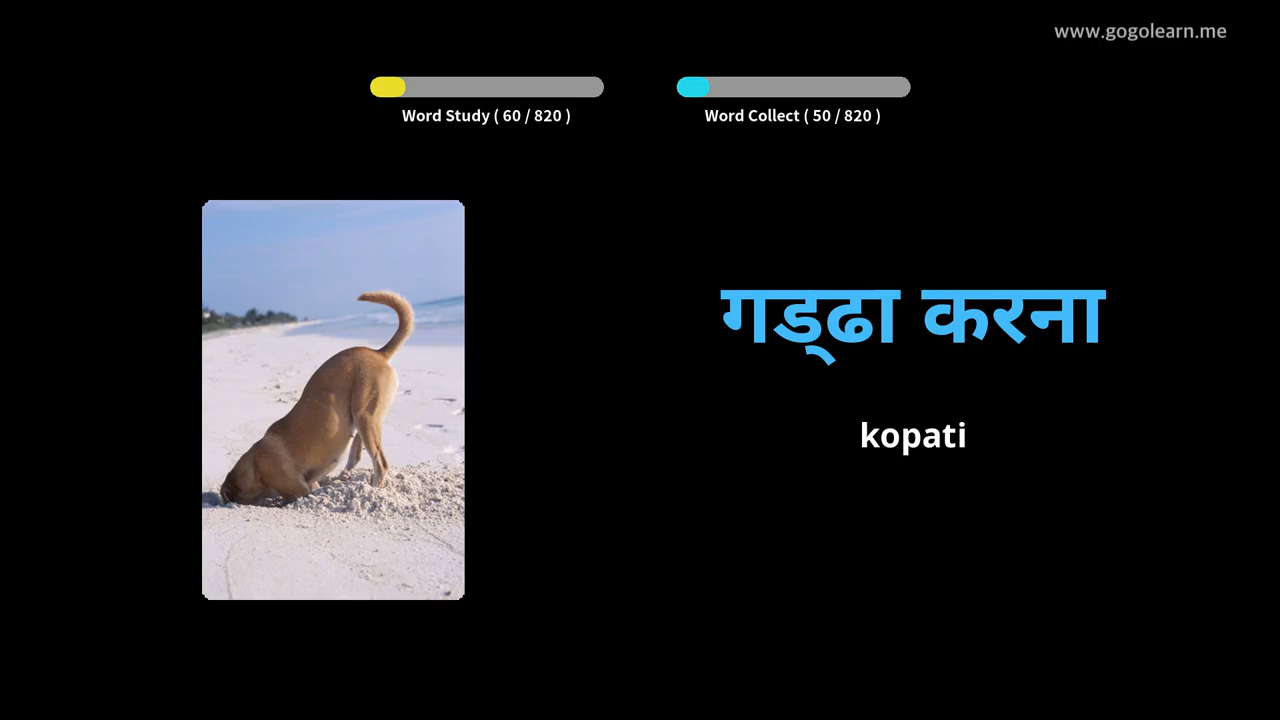 www.gogolearn.me
Word Study ( 60 / 820 )
Word Collect ( 50 / 820 )
गड्ढा करना
kopati